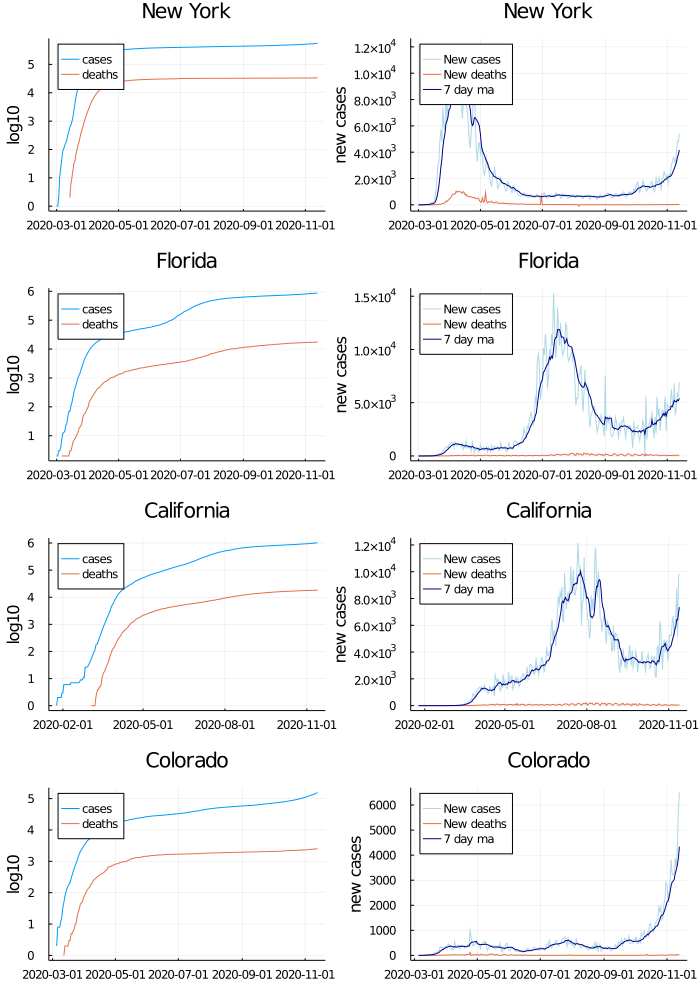 New York
5
4
3
2
1
0
log10
cases
deaths
2020-03-01 2020-05-01 2020-07-01 2020-09-01 2020-11-01
New York
1.2×10⁴
8.0×10³
6.0×10³
4.0×10³
2.0×10³
0
new cases
New cases
New deaths
7 day ma
2020-03-01 2020-05-01 2020-07-01 2020-09-01 2020-11-01
Florida
6
5
4
3
2
1
log10
cases
deaths
2020-03-01 2020-05-01 2020-07-01 2020-09-01 2020-11-01
Florida
1.5×10⁴
1.0×10⁴
5.0×10³
0
new cases
New cases
New deaths
7 day ma
2020-03-01 2020-05-01 2020-07-01 2020-09-01 2020-11-01
California
6
5
4
3
2
1
0
log10
cases
deaths
2020-02-01 2020-05-01 2020-08-01 2020-11-01
California
1.2×10⁴
1.0×10⁴
8.0×10³
6.0×10³
4.0×10³
2.0×10³
0
new cases
New cases
New deaths
7 day ma
2020-02-01 2020-05-01 2020-08-01 2020-11-01
Colorado
5
4
3
2
1
0
log10
cases
deaths
2020-03-01 2020-05-01 2020-07-01 2020-09-01 2020-11-01
Colorado
6000
5000
4000
3000
2000
1000
0
new cases
New cases
New deaths
7 day ma
2020-03-01 2020-05-01 2020-07-01 2020-09-01 2020-11-01